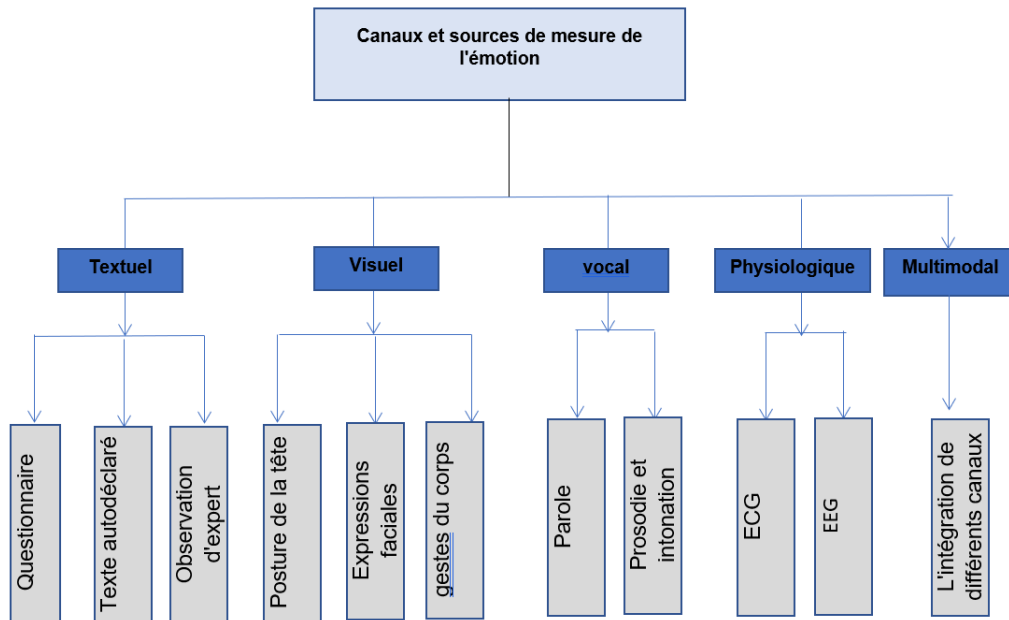 Canaux et sources de mesure de
l'émotion
Textuel
Visuel
vocal
Physiologique
Multimodal
Questionnaire
Texte autodéclaré
Observation
d'expert
Posture de la tête
Expressions
faciales
gestes du corps
Parole
Prosodie et
intonation
ECG
EEG
L'intégration de
différents canaux